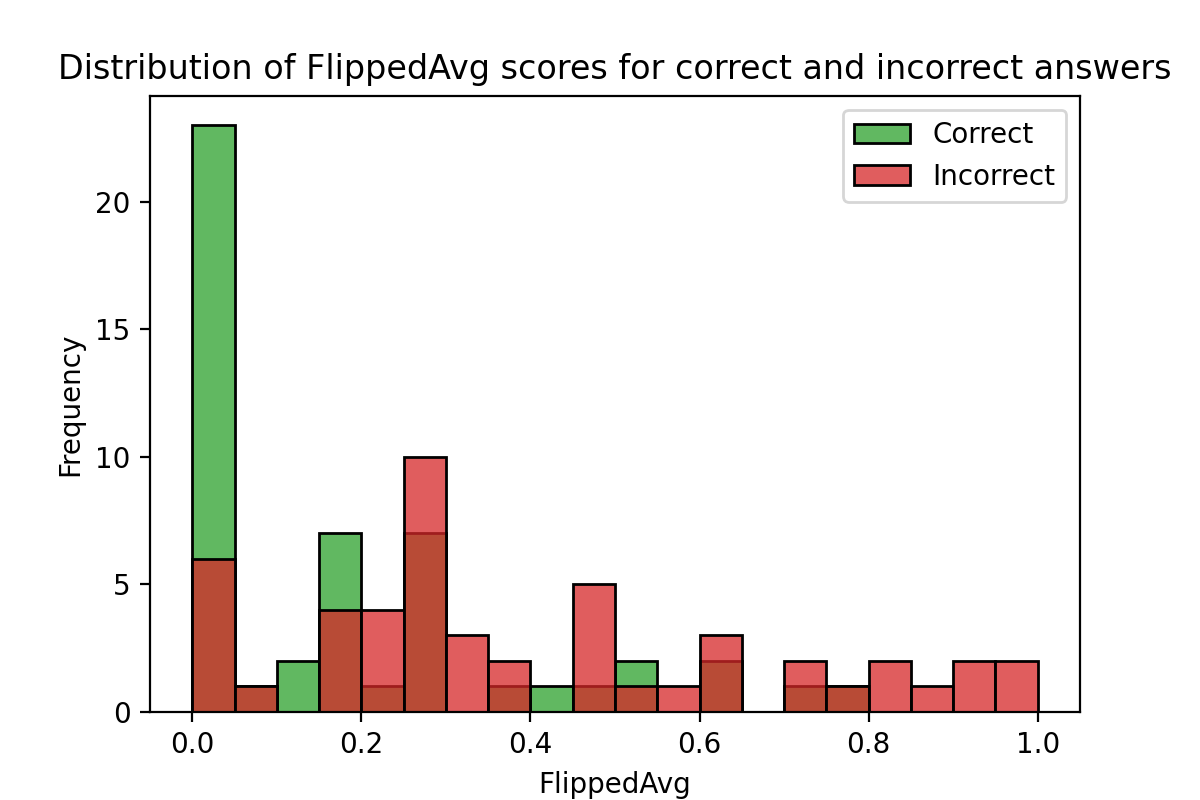 Distribution of FlippedAvg scores for correct and incorrect answers
Correct
Incorrect
20
15
10
5
0
Frequency
0.0 0.2 0.4 0.6 0.8 1.0
FlippedAvg